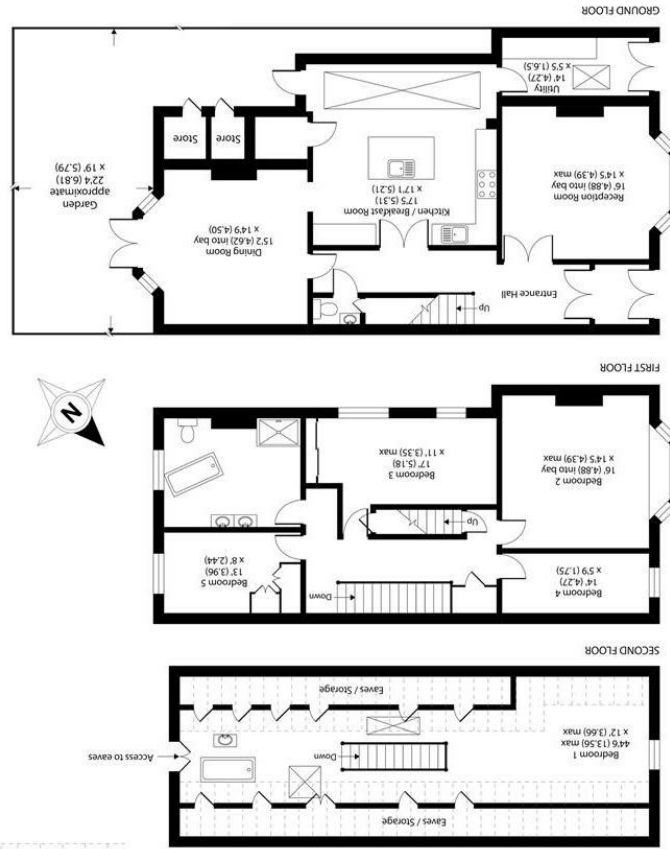 Eaves / Storage
Bedroom 1
44'6 (13.56) max
x 12' (3.66) max
Down
Access to eaves
Eaves / Storage
SECOND FLOOR
Bedroom 4
14' (4.27)
x 5'9 (1.75)
Down
Bedroom 5
13' (3.96)
x 8' (2.44)
Bedroom 2
16' (4.88) into bay
x 14'5 (4.39) max
Up
Bedroom 3
17' (5.18)
x 11' (3.35) max
N
FIRST FLOOR
Entrance Hall
Up
Reception Room
16' (4.88) into bay
x 14'5 (4.39) max
Kitchen / Breakfast Room
17'5 (5.31)
x 17'1 (5.21)
Dining Room
15'2 (4.62) into bay
x 14'9 (4.50)
Garden
approximate
22'4 (6.81)
x 19' (5.79)
Store
Store
Utility
14' (4.27)
x 5'5 (1.6.5)
GROUND FLOOR